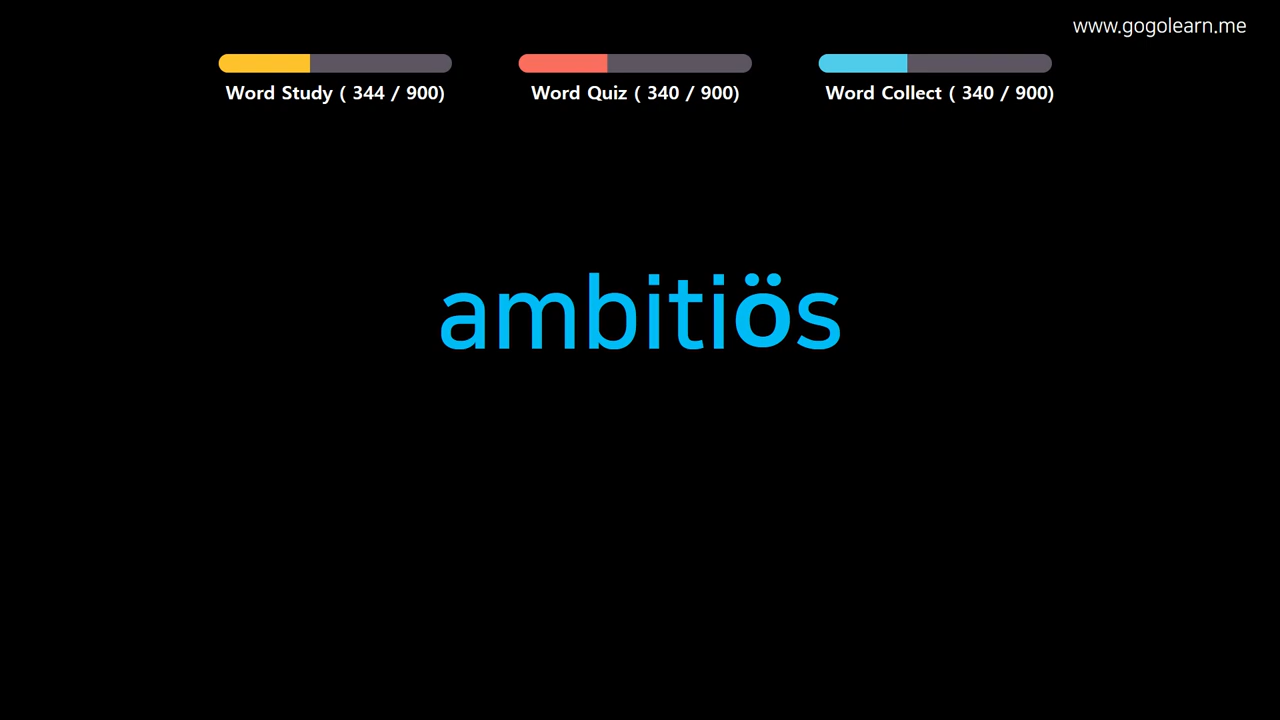 www.gogolearn.me
Word Study ( 344 / 900)
Word Quiz ( 340 / 900)
Word Collect ( 340 / 900)
ambitiös